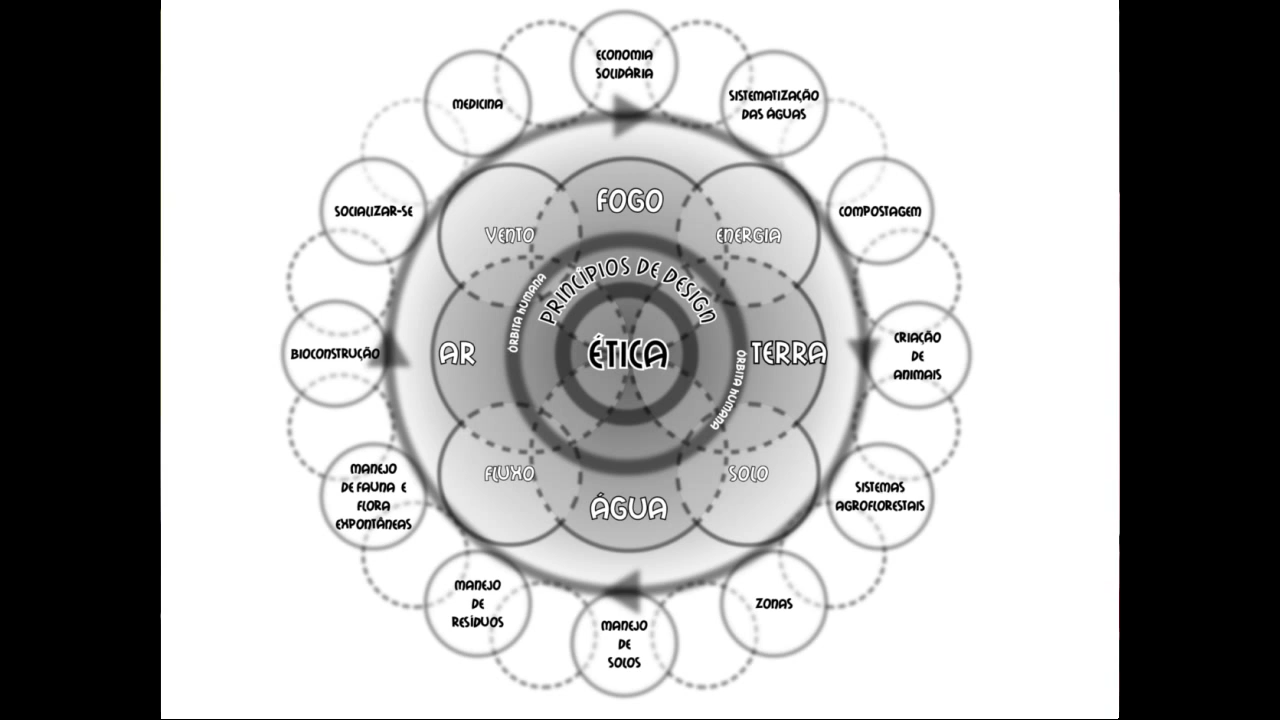 ECONOMIA
SOLIDÁRIA
MEDICINA
SISTEMATIZAÇÃO
DAS ÁGUAS
SOCIALIZAR-SE
COMPOSTAGEM
FOGO
VENTO
ENERGIA
PRINCÍPIOS DE DESIGN
ÓRBITA HUMANA
BIOCONSTRUÇÃO
AR
ÉTICA
TERRA
CRIAÇÃO
DE
ANIMAIS
ÓRBITA HUMANA
FLUXO
SOLO
ÁGUA
MANEJO
DE FAUNA E
FLORA
EXPONTÂNEAS
SISTEMAS
AGROFLORESTAIS
MANEJO
DE
RESÍDUOS
ZONAS
MANEJO
DE
SOLOS